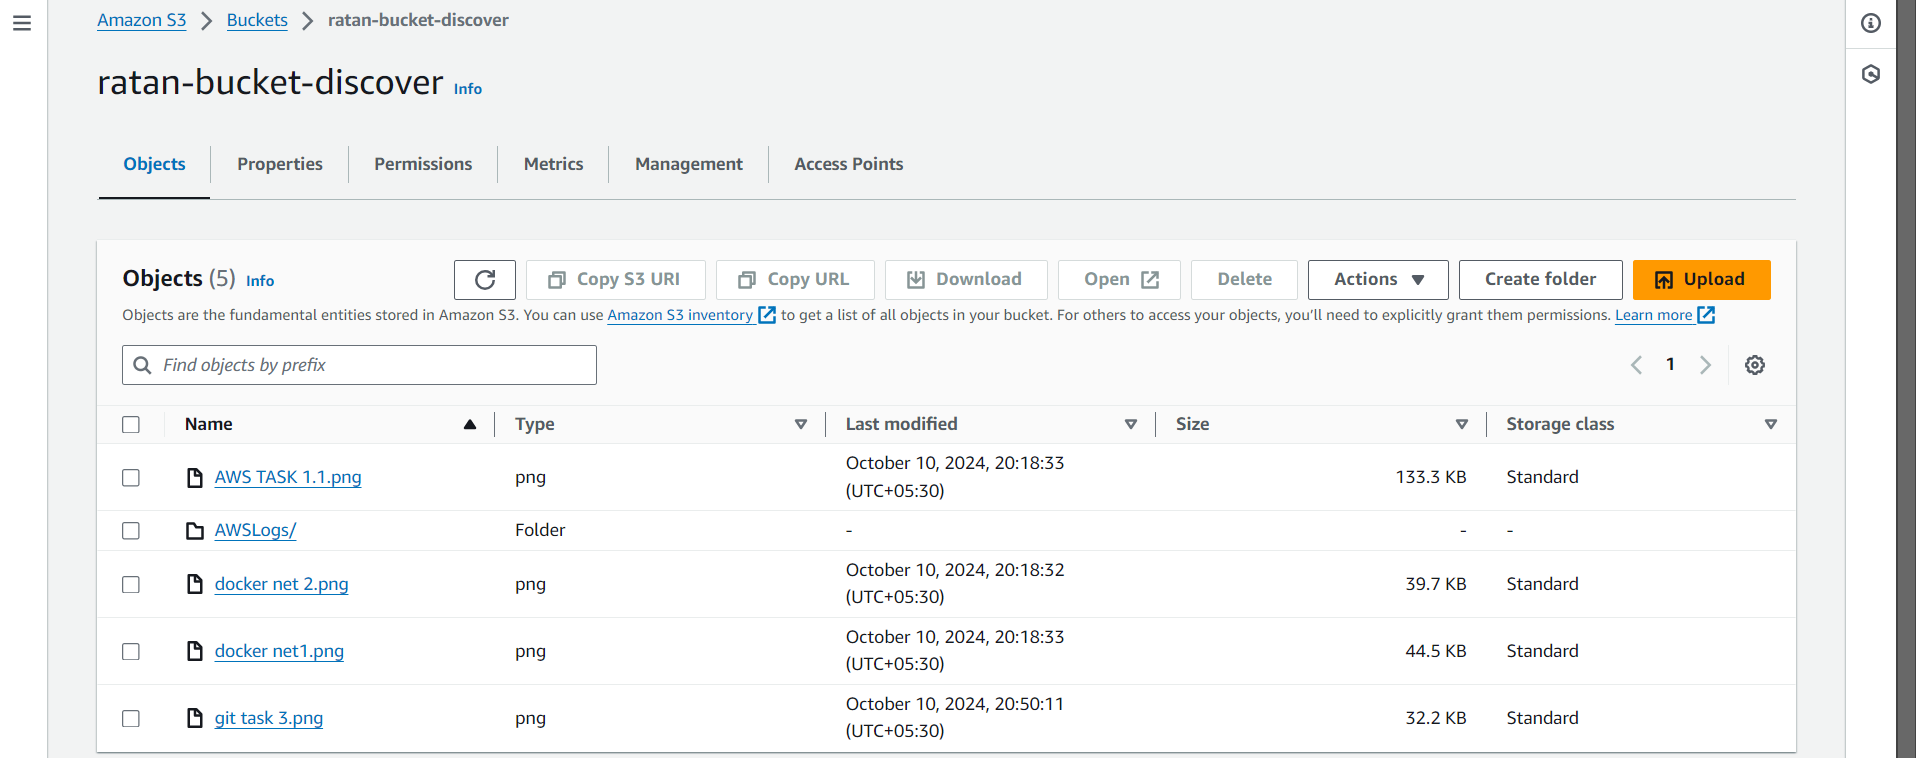 Amazon S3 > Buckets > ratan-bucket-discover
ratan-bucket-discover Info
Objects Properties Permissions Metrics Management Access Points
Objects (5) Info Copy S3 URI Copy URL Download Open Delete Actions Create folder Upload
Objects are the fundamental entities stored in Amazon S3. You can use Amazon S3 inventory to get a list of all objects in your bucket. For others to access your objects, you'll need to explicitly grant them permissions. Learn more
Find objects by prefix 1
Name Type Last modified Size Storage class
AWS TASK 1.1.png png October 10, 2024, 20:18:33 (UTC+05:30) 133.3 KB Standard
AWSLogs/ Folder - - -
docker net 2.png png October 10, 2024, 20:18:32 (UTC+05:30) 39.7 KB Standard
docker net1.png png October 10, 2024, 20:18:33 (UTC+05:30) 44.5 KB Standard
git task 3.png png October 10, 2024, 20:50:11 (UTC+05:30) 32.2 KB Standard